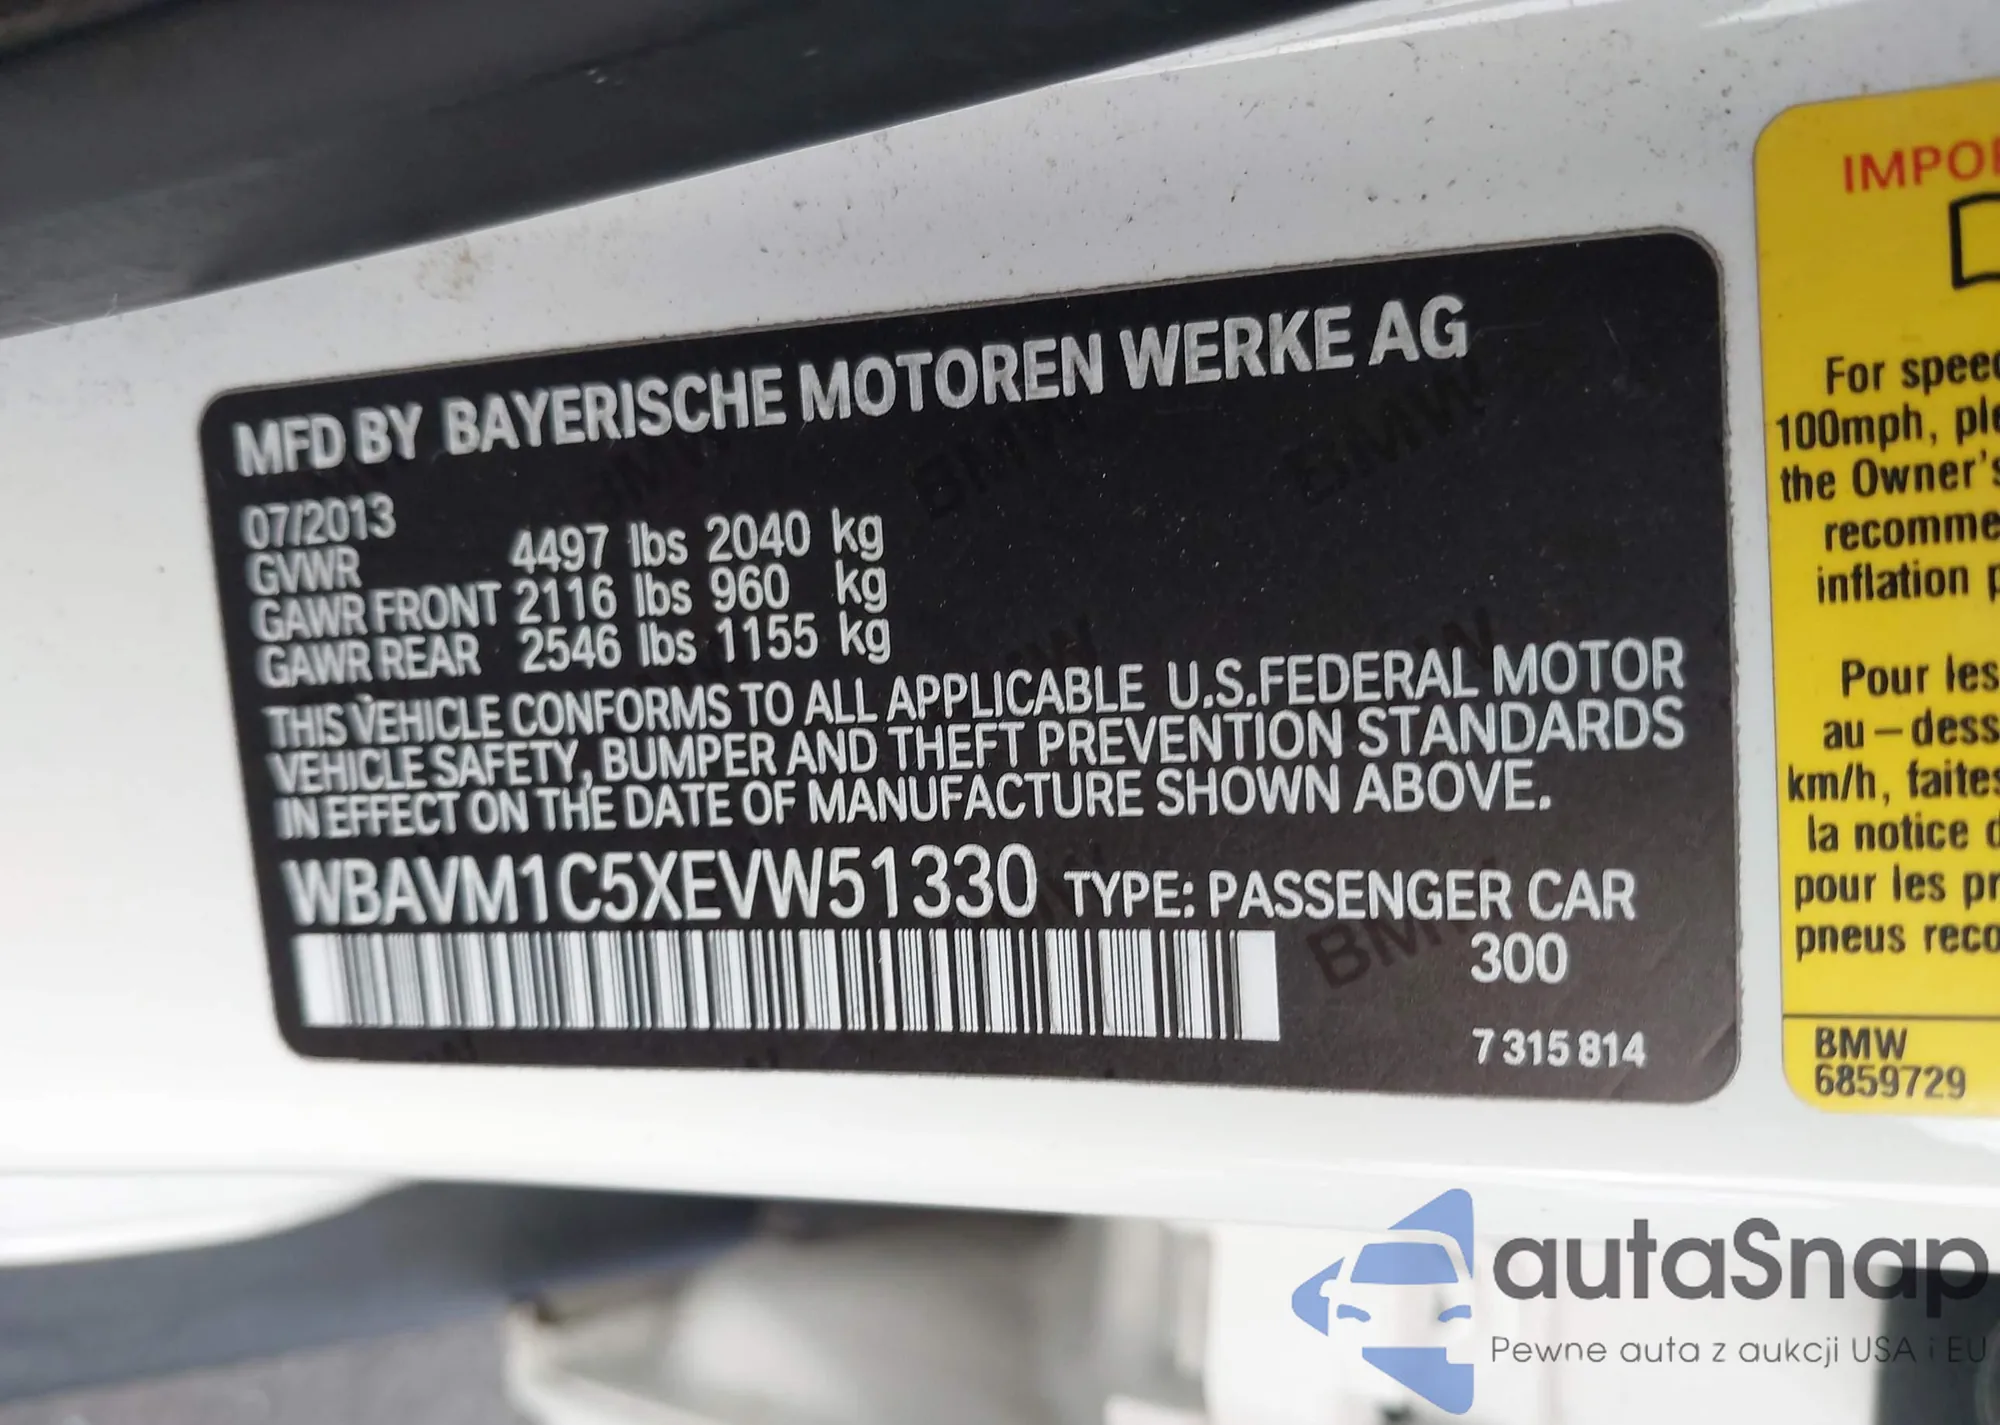 MFD BY BAYERISCHE MOTOREN WERKE AG
07/2013
GVWR 4497 lbs 2040 kg
GAWR FRONT 2116 lbs 960 kg
GAWR REAR 2546 lbs 1155 kg
THIS VEHICLE CONFORMS TO ALL APPLICABLE U.S.FEDERAL MOTOR
VEHICLE SAFETY, BUMPER AND THEFT PREVENTION STANDARDS
IN EFFECT ON THE DATE OF MANUFACTURE SHOWN ABOVE.
WBAVM1C5XEVW51330 TYPE: PASSENGER CAR
300
7 315 814
IMPOR
For speed
100mph, ple
the Owner's
recomme
inflation p
Pour les
au-dess
km/h, faites
la notice d
pour les pr
pneus reco
BMW
6859729
autaSnap
Pewne auta z aukcji USA i EU